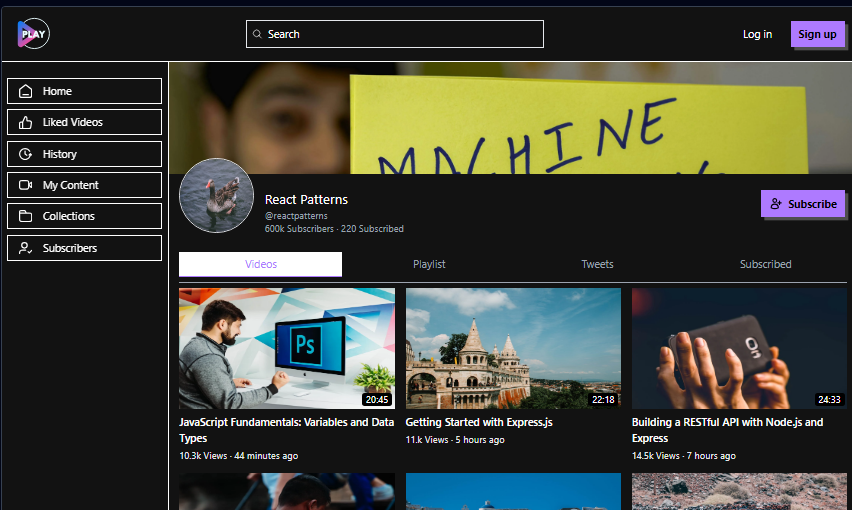 PLAY
Search
Log in
Sign up
Home
Liked Videos
History
My Content
Collections
Subscribers
MACHINE
React Patterns
@reactpatterns
600k Subscribers · 220 Subscribed
Subscribe
Videos
Playlist
Tweets
Subscribed
Ps
20:45
22:18
24:33
JavaScript Fundamentals: Variables and Data
Types
10.3k Views · 44 minutes ago
Getting Started with Express.js
11.k Views · 5 hours ago
Building a RESTful API with Node.js and
Express
14.5k Views · 7 hours ago